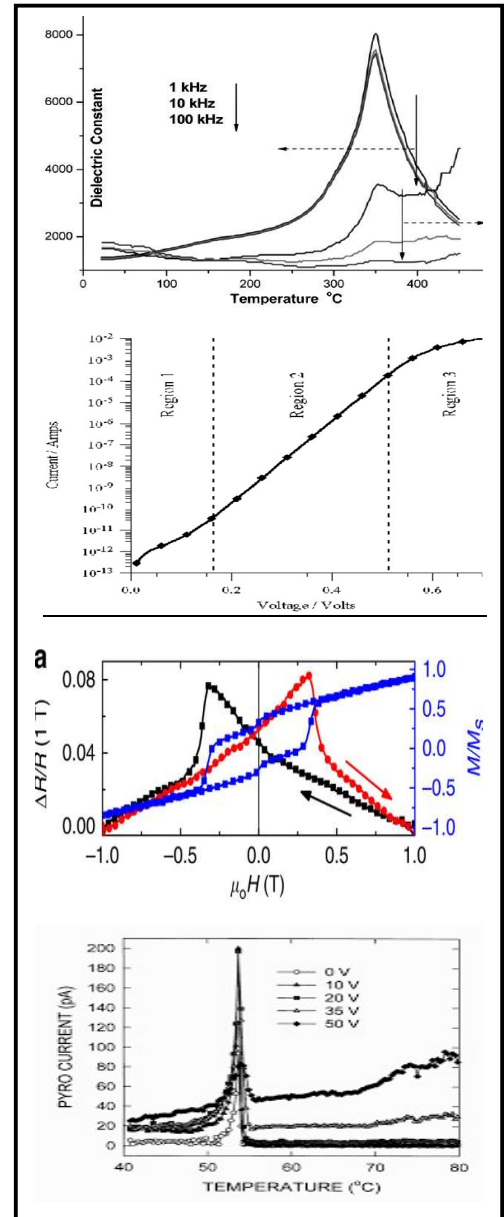 8000
6000
4000
2000
Dielectric Constant
1 kHz
10 kHz
100 kHz
0
100
200
300
400
Temperature °C
10-2
10-3
10-4
10-5
10-6
10-7
10-8
10-9
10-10
10-11
10-12
10-13
Current / Amps
Region 1
Region 2
Region 3
0.0
0.2
0.4
0.6
Voltage / Volts
a
0.08
0.04
0.00
ΔR/R (1 T)
1.0
0.5
0.0
−0.5
−1.0
M/MS
−1.0
−0.5
0.0
0.5
1.0
μoH (T)
200
180
160
140
120
100
80
60
40
20
0
PYRO CURRENT (pA)
0 V
10 V
20 V
35 V
50 V
40
50
60
70
80
TEMPERATURE (°C)